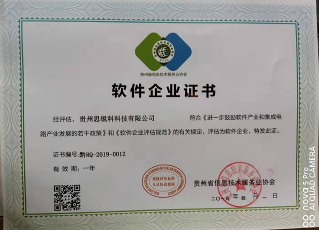 贵州省信息技术服务业协会
软件企业证书
经评估，贵州思锐科科技有限公司 符合《进一步鼓励软件产业和集成电
路产业发展的若干政策》和《软件企业评估规范》的有关规定，评估为软件企业，特发此证。
证书编号:黔RQ-2019-0012
有效期:一年
贵州省信息技术服务业协会
nova 5 Pro
AI QUAD CAMERA